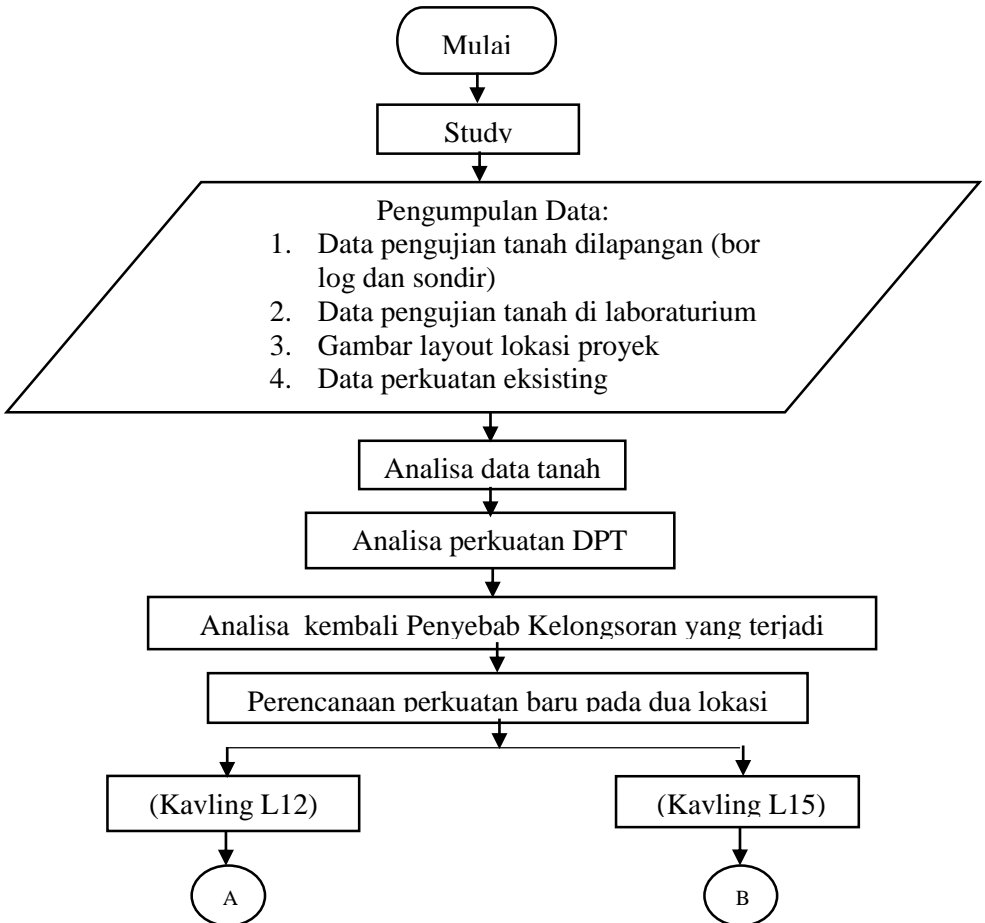 Mulai
Study
Pengumpulan Data:
1. Data pengujian tanah dilapangan (bor
log dan sondir)
2. Data pengujian tanah di laboraturium
3. Gambar layout lokasi proyek
4. Data perkuatan eksisting
Analisa data tanah
Analisa perkuatan DPT
Analisa kembali Penyebab Kelongsoran yang terjadi
Perencanaan perkuatan baru pada dua lokasi
(Kavling L12)
(Kavling L15)
A
B